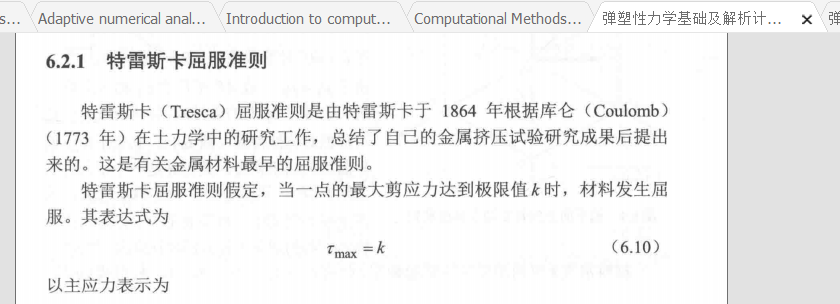 s...
Adaptive numerical anal...
Introduction to comput...
Computational Methods...
弹塑性力学基础及解析计...
弹
6.2.1 特雷斯卡屈服准则
特雷斯卡（Tresca）屈服准则是由特雷斯卡于 1864 年根据库仑（Coulomb）
（1773 年）在土力学中的研究工作，总结了自己的金属挤压试验研究成果后提出
来的。这是有关金属材料最早的屈服准则。
特雷斯卡屈服准则假定，当一点的最大剪应力达到极限值 k 时，材料发生屈
服。其表达式为
τmax = k （6.10）
以主应力表示为